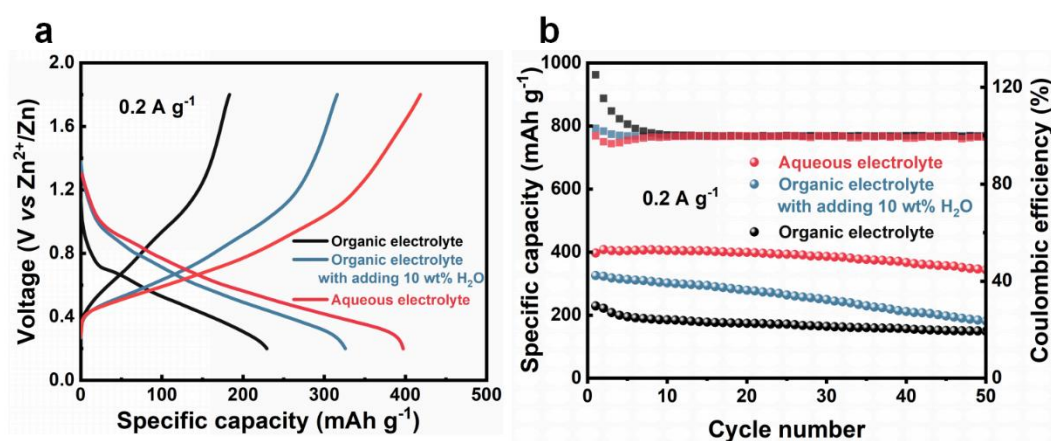 a
2.0
1.6
1.2
0.8
0.4
0.0
Voltage (V vs Zn²⁺/Zn)
0.2 A g⁻¹
Organic electrolyte
Organic electrolyte
with adding 10 wt% H₂O
Aqueous electrolyte
0 100 200 300 400 500
Specific capacity (mAh g⁻¹)
b
1000
800
600
400
200
0
Specific capacity (mAh g⁻¹)
Aqueous electrolyte
Organic electrolyte
with adding 10 wt% H₂O
Organic electrolyte
0.2 A g⁻¹
120
80
40
0
Coulombic efficiency (%)
0 10 20 30 40 50
Cycle number